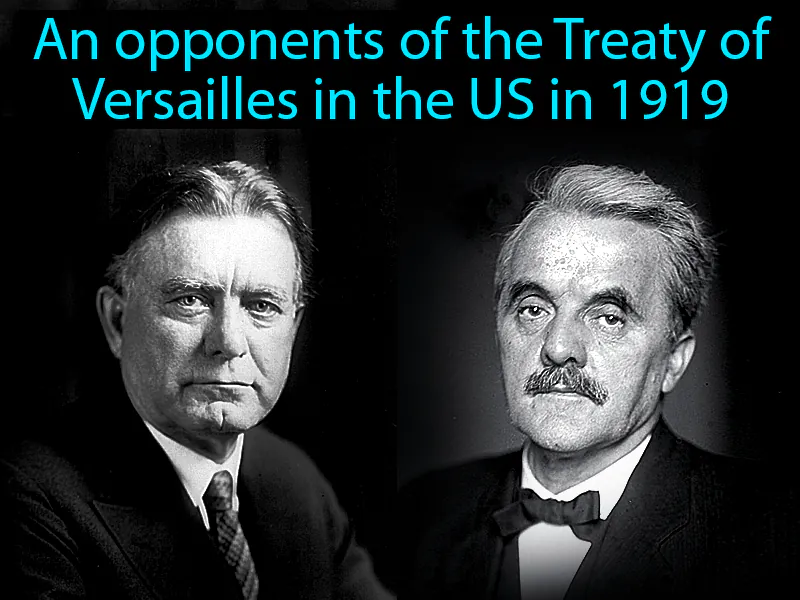 An opponents of the Treaty of
Versailles in the US in 1919